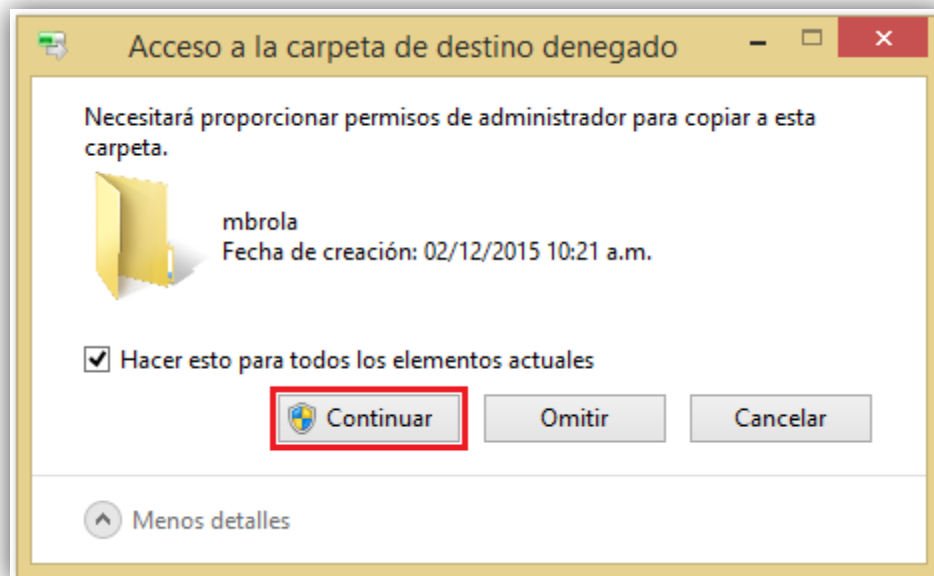 Acceso a la carpeta de destino denegado
Necesitará proporcionar permisos de administrador para copiar a esta
carpeta.
mbrola
Fecha de creación: 02/12/2015 10:21 a.m.
Hacer esto para todos los elementos actuales
Continuar Omitir Cancelar
Menos detalles